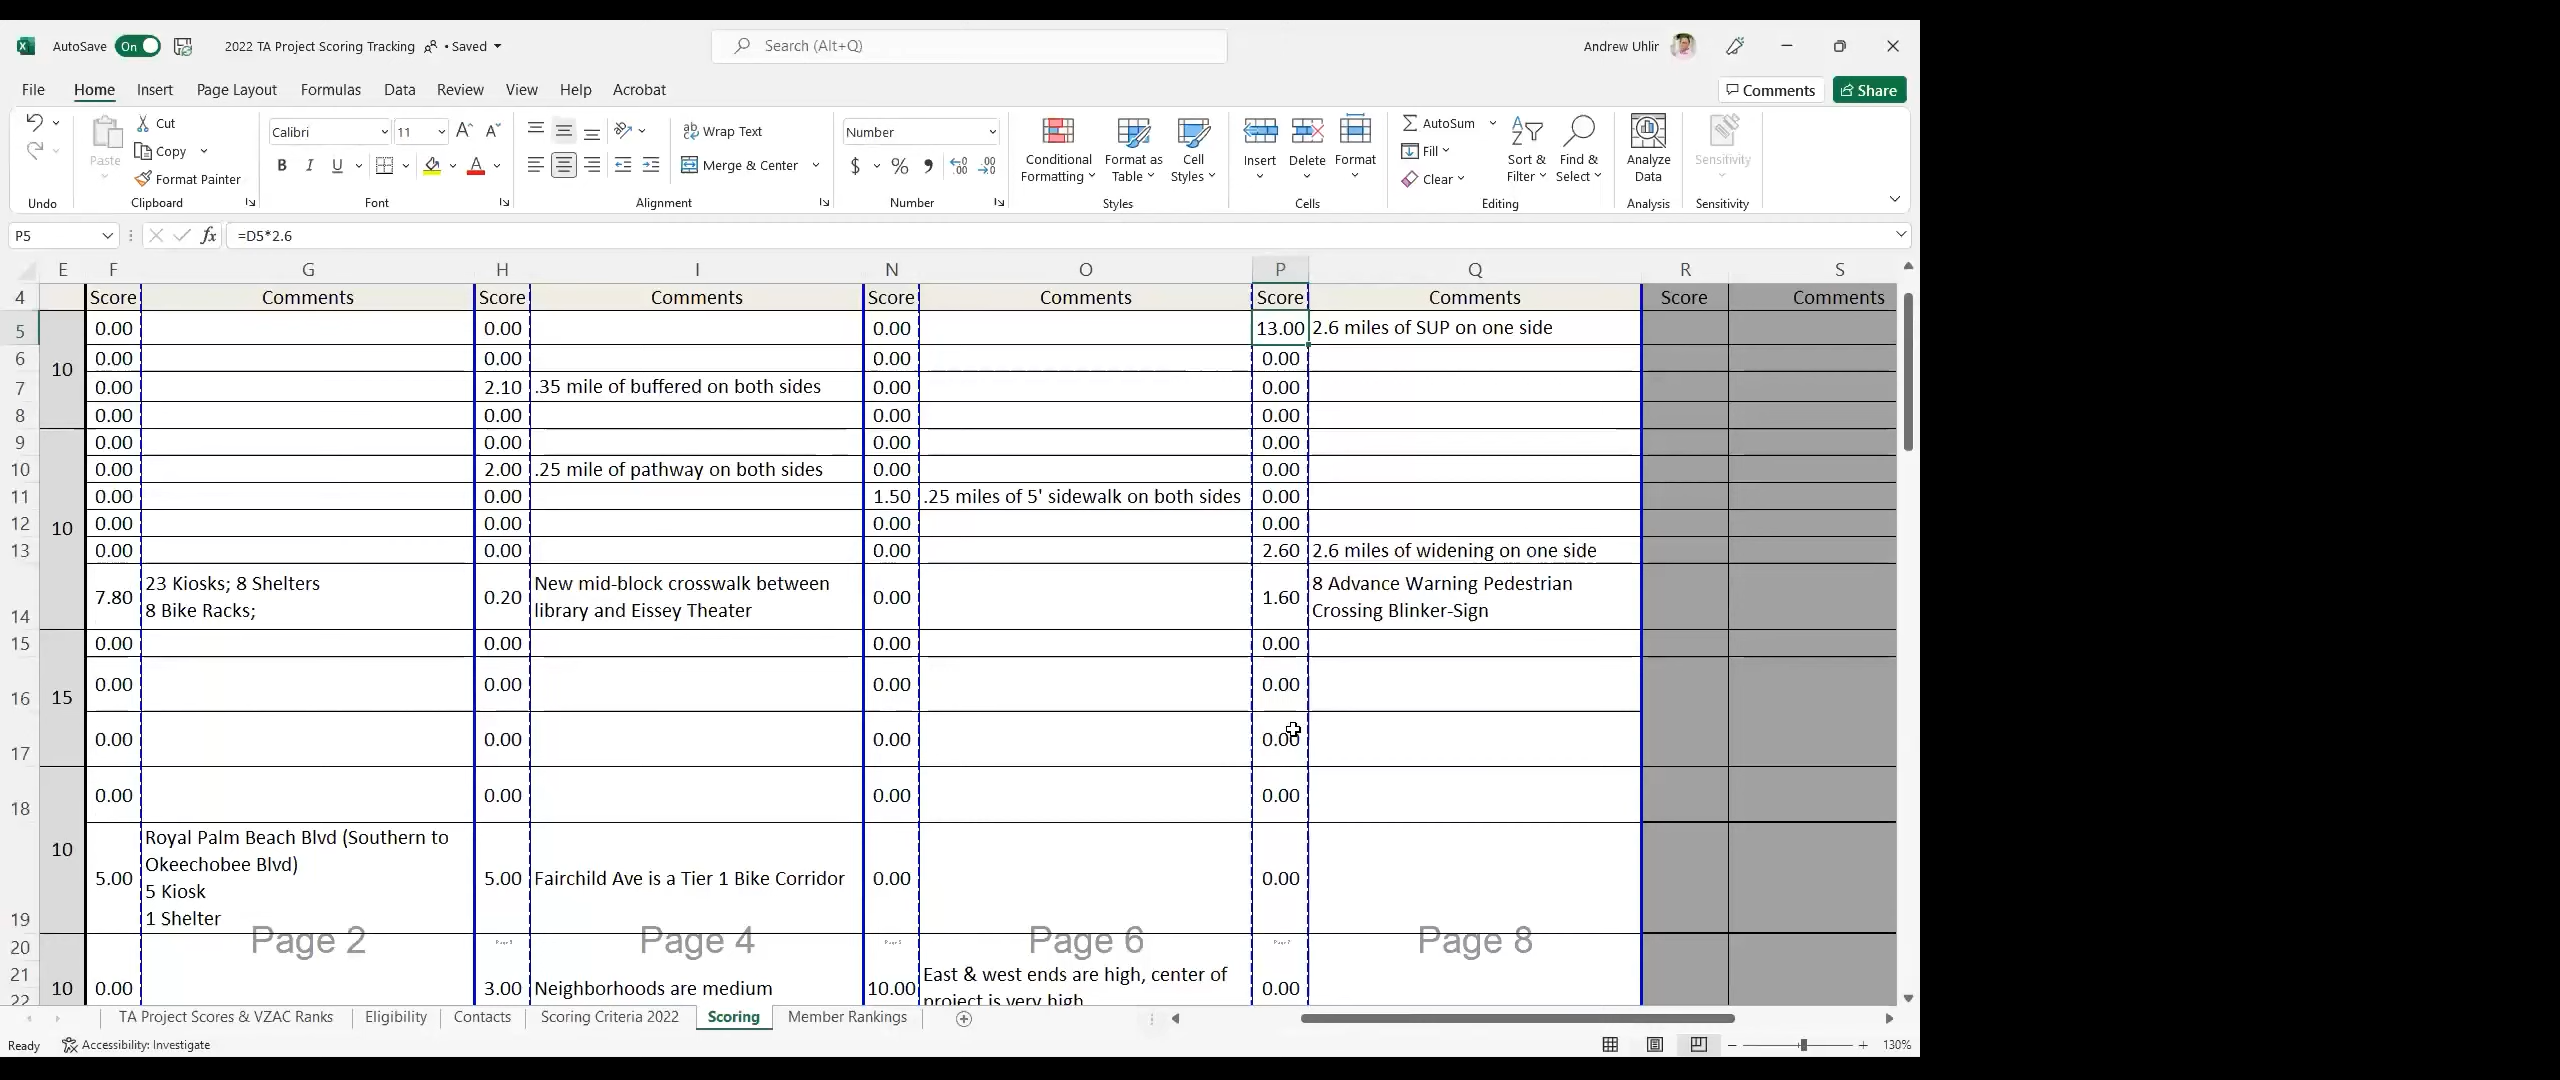 AutoSave On 2022 TA Project Scoring Tracking • Saved Search (Alt+Q) Andrew Uhlir
File Home Insert Page Layout Formulas Data Review View Help Acrobat Comments Share
Paste Cut Copy Format Painter
Calibri 11 B I U
Wrap Text Merge & Center
Number $ %
Conditional Formatting Format as Table Cell Styles
Insert Delete Format
AutoSum Fill Clear Sort & Filter Find & Select
Analyze Data Sensitivity
Undo Clipboard Font Alignment Number Styles Cells Editing Analysis Sensitivity
P5 fx =D5*2.6
E F G H I N O P Q R S
4 Score Comments Score Comments Score Comments Score Comments Score Comments
5 0.00 0.00 0.00 13.00 2.6 miles of SUP on one side
6 0.00 0.00 0.00 0.00
10
7 0.00 2.10 .35 mile of buffered on both sides 0.00 0.00
8 0.00 0.00 0.00 0.00
9 0.00 0.00 0.00 0.00
10 0.00 2.00 .25 mile of pathway on both sides 0.00 0.00
11 0.00 0.00 1.50 .25 miles of 5' sidewalk on both sides 0.00
12 10 0.00 0.00 0.00 0.00
13 0.00 0.00 0.00 2.60 2.6 miles of widening on one side
14 7.80 23 Kiosks; 8 Shelters
8 Bike Racks;
0.20 New mid-block crosswalk between
library and Eissey Theater
0.00 1.60 8 Advance Warning Pedestrian
Crossing Blinker-Sign
15 0.00 0.00 0.00 0.00
16 15 0.00 0.00 0.00 0.00
17 0.00 0.00 0.00 0.00
18 0.00 0.00 0.00 0.00
19 10 5.00 Royal Palm Beach Blvd (Southern to
Okeechobee Blvd)
5 Kiosk
1 Shelter
5.00 Fairchild Ave is a Tier 1 Bike Corridor 0.00 0.00
20 Page 2 Page 4 Page 6 Page 8
21 10 0.00 3.00 Neighborhoods are medium 10.00 East & west ends are high, center of
project is very high 0.00
22
TA Project Scores & VZAC Ranks Eligibility Contacts Scoring Criteria 2022 Scoring Member Rankings
Ready Accessibility: Investigate 130%